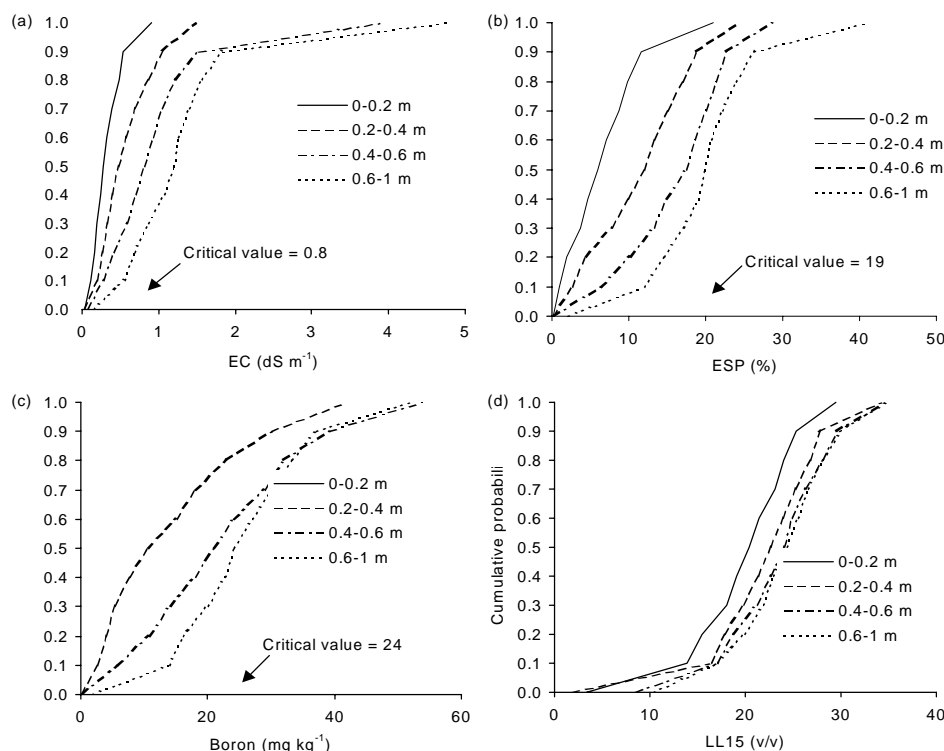 (a)
1.0
0.9
0.8
0.7
0.6
0.5
0.4
0.3
0.2
0.1
0.0
0-0.2 m
0.2-0.4 m
0.4-0.6 m
0.6-1 m
Critical value = 0.8
0 1 2 3 4 5
EC (dS m⁻¹)
(b)
1.0
0.9
0.8
0.7
0.6
0.5
0.4
0.3
0.2
0.1
0.0
0-0.2 m
0.2-0.4 m
0.4-0.6 m
0.6-1 m
Critical value = 19
0 10 20 30 40 50
ESP (%)
(c)
1.0
0.9
0.8
0.7
0.6
0.5
0.4
0.3
0.2
0.1
0.0
0-0.2 m
0.2-0.4 m
0.4-0.6 m
0.6-1 m
Critical value = 24
0 20 40 60
Boron (mg kg⁻¹)
(d)
Cumulative probabili
1.0
0.9
0.8
0.7
0.6
0.5
0.4
0.3
0.2
0.1
0.0
0-0.2 m
0.2-0.4 m
0.4-0.6 m
0.6-1 m
0 10 20 30 40
LL15 (v/v)